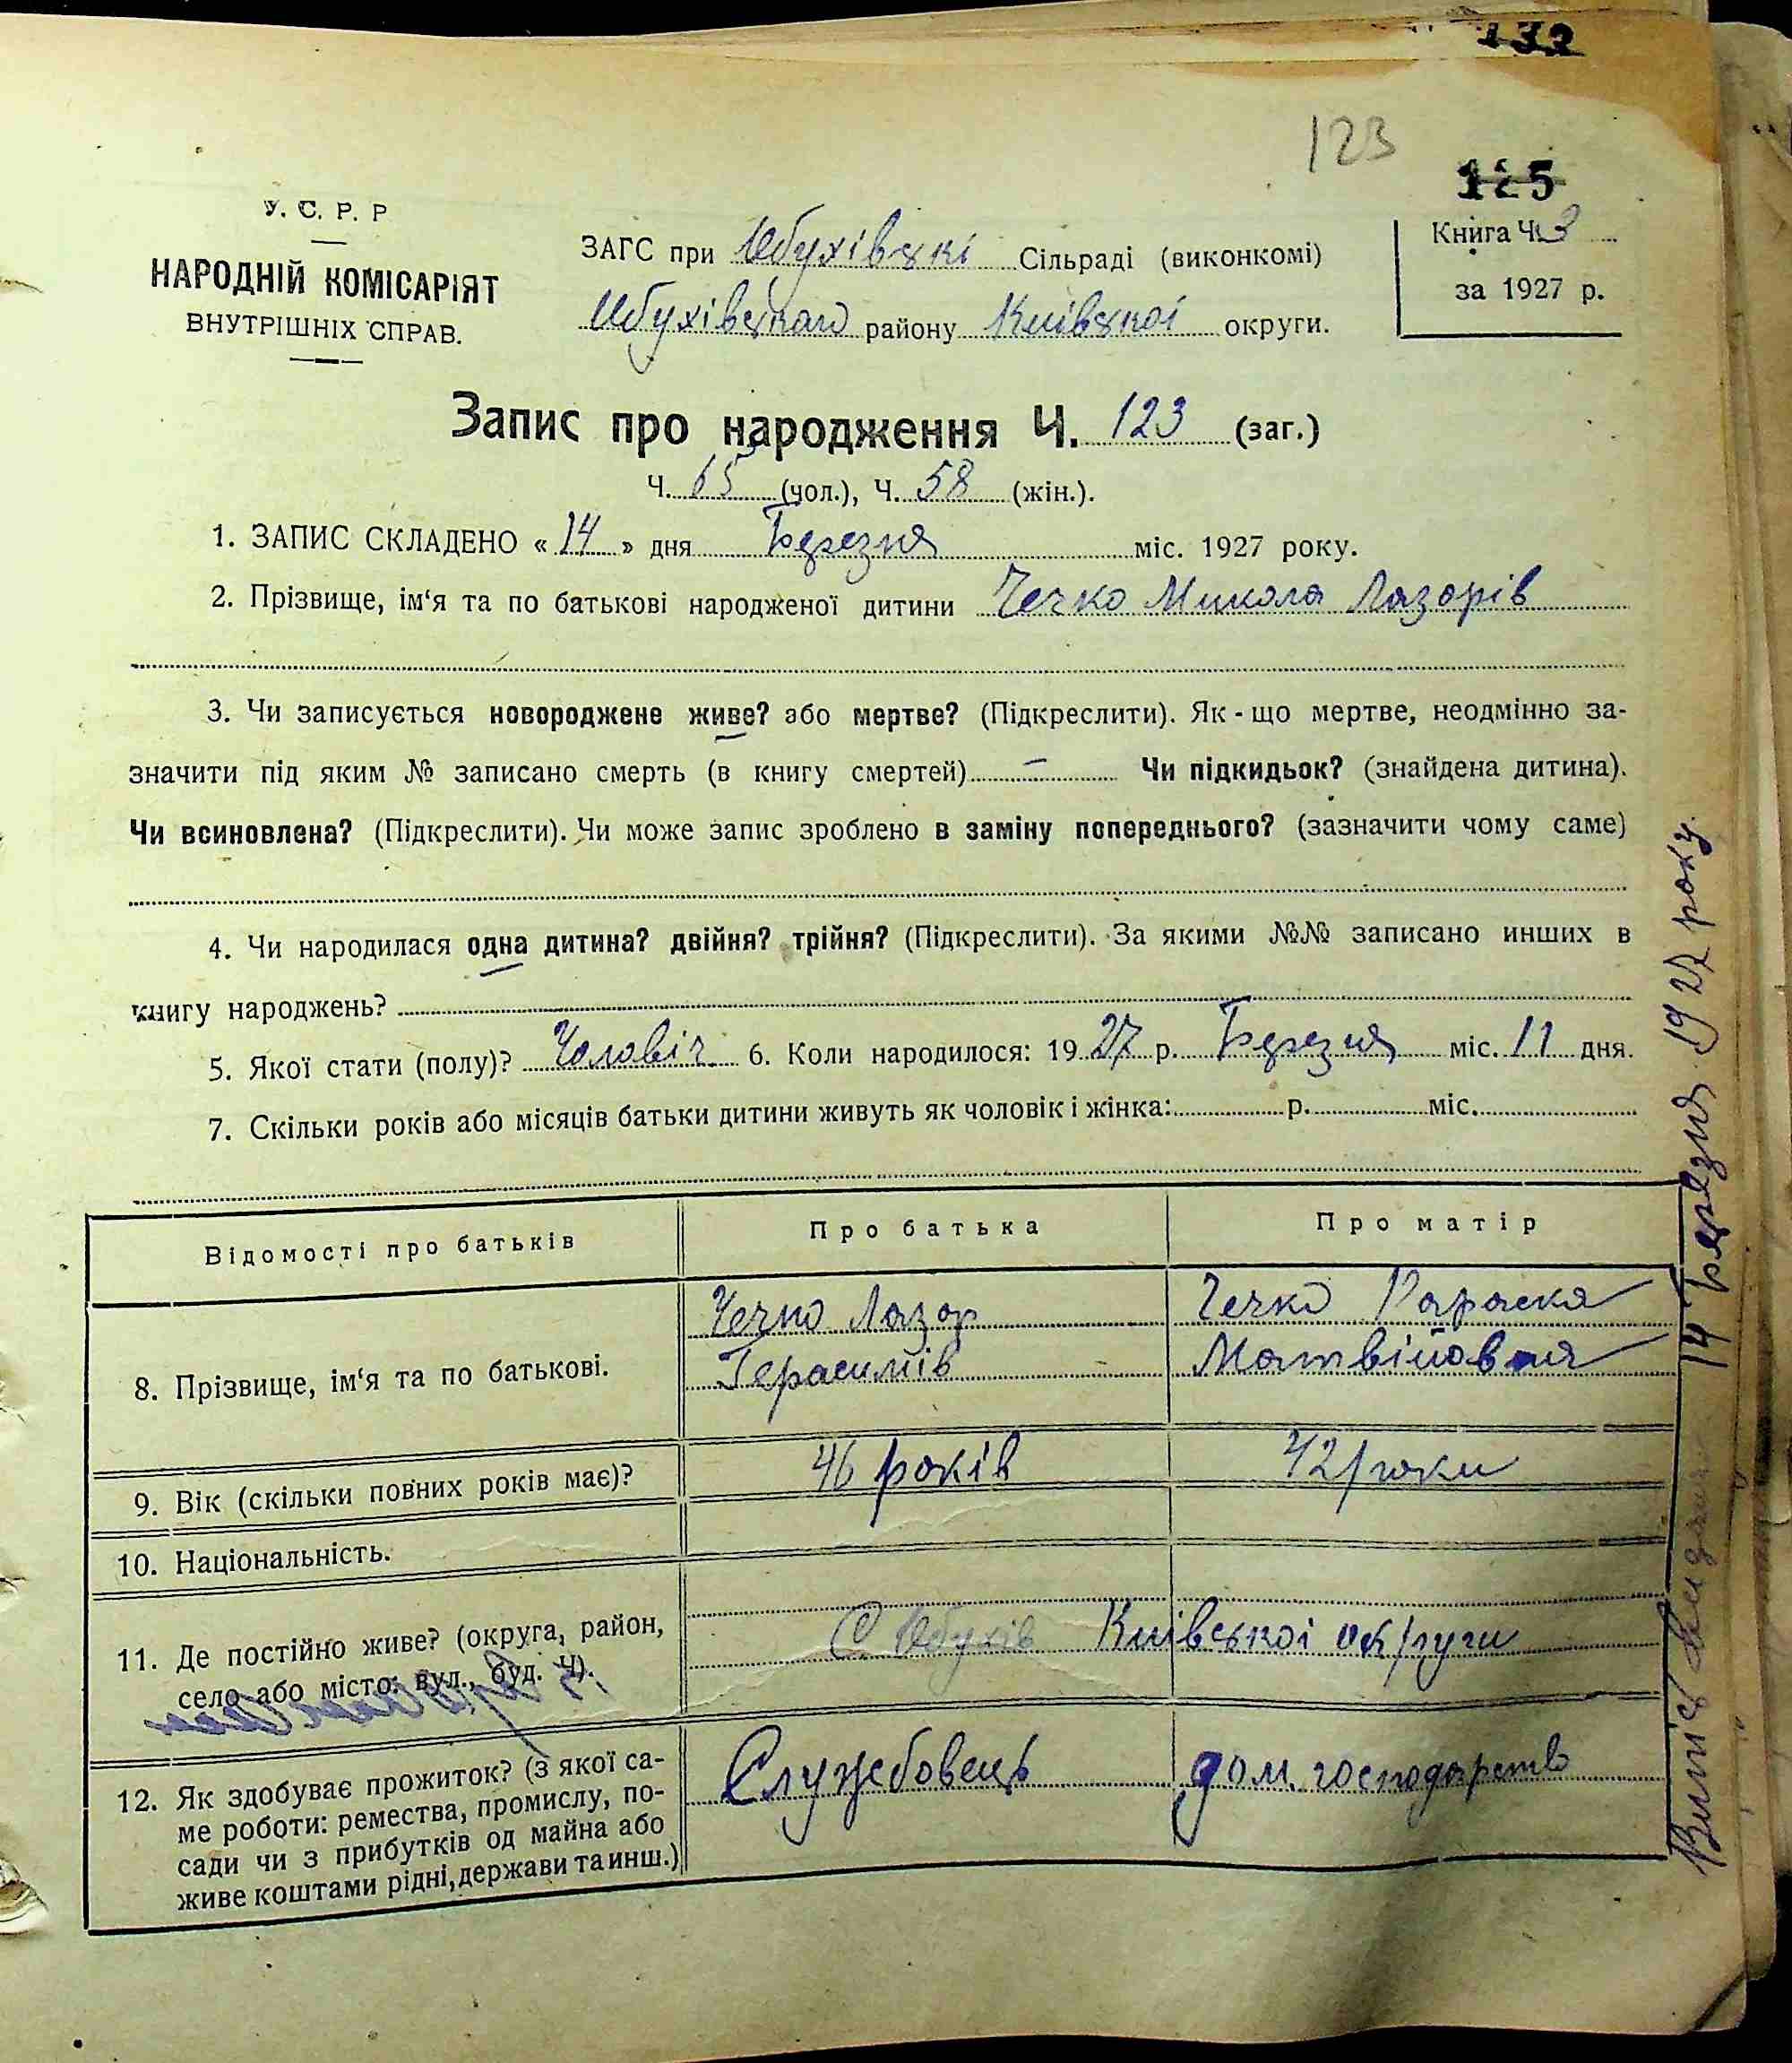 132
123
125
У. С. Р. Р
НАРОДНІЙ КОМІСАРІЯТ
ВНУТРІШНІХ СПРАВ.
ЗАГС при Обухівскі Сільраді (виконкомі)
Обухівского району Київскої округи.
Книга Ч. 3
за 1927 р.
Запис про народження Ч. 123 (заг.)
Ч. 65 (чол.), Ч. 58 (жін.).
1. ЗАПИС СКЛАДЕНО « 14 » дня Березня міс. 1927 року.
2. Прізвище, ім‘я та по батькові народженої дитини Чечко Микола Лазорів
3. Чи записується новороджене живе? або мертве? (Підкреслити). Як - що мертве, неодмінно за-
значити під яким № записано смерть (в книгу смертей) — Чи підкидьок? (знайдена дитина).
Чи всиновлена? (Підкреслити). Чи може запис зроблено в заміну попереднього? (зазначити чому саме)
4. Чи народилася одна дитина? двійня? трійня? (Підкреслити). За якими №№ записано инших в
книгу народжень?
5. Якої стати (полу)? Чоловіч. 6. Коли народилося: 1927 р. Березня міс. 11 дня.
7. Скільки років або місяців батьки дитини живуть як чоловік і жінка: р. міс.
Відомості про батьків
Про батька
Про матір
8. Прізвище, ім‘я та по батькові.
Чечко Лазор
Герасимів
Чечко Параска
Матвійовня
9. Вік (скільки повних років має)?
46 років
42 роки
10. Національність.
11. Де постійно живе? (округа, район,
село або місто: вул., буд. Ч).
С Обухів Київської округи
12. Як здобуває прожиток? (з якої са-
ме роботи: ремества, промислу, по-
сади чи з прибутків од майна або
живе коштами рідні, держави та инш.)
Службовець
дом. господарств
14 Березня 1927 року.